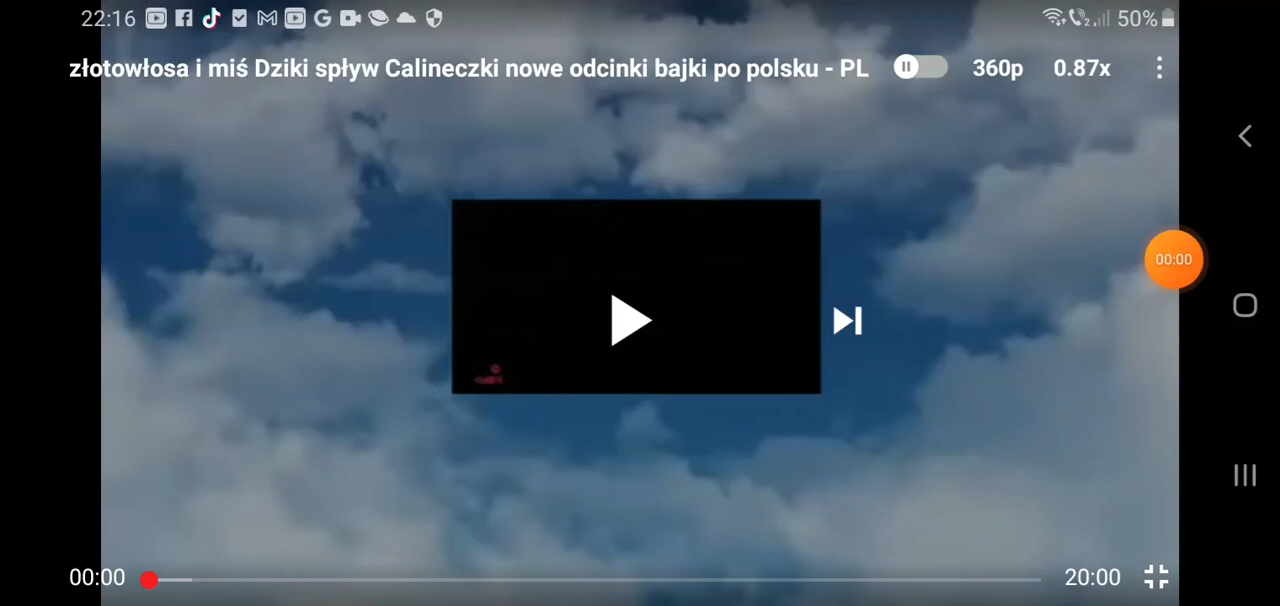 22:16 50%
złotowłosa i miś Dziki spływ Calineczki nowe odcinki bajki po polsku - PL 360p 0.87x
00:00
00:00 20:00